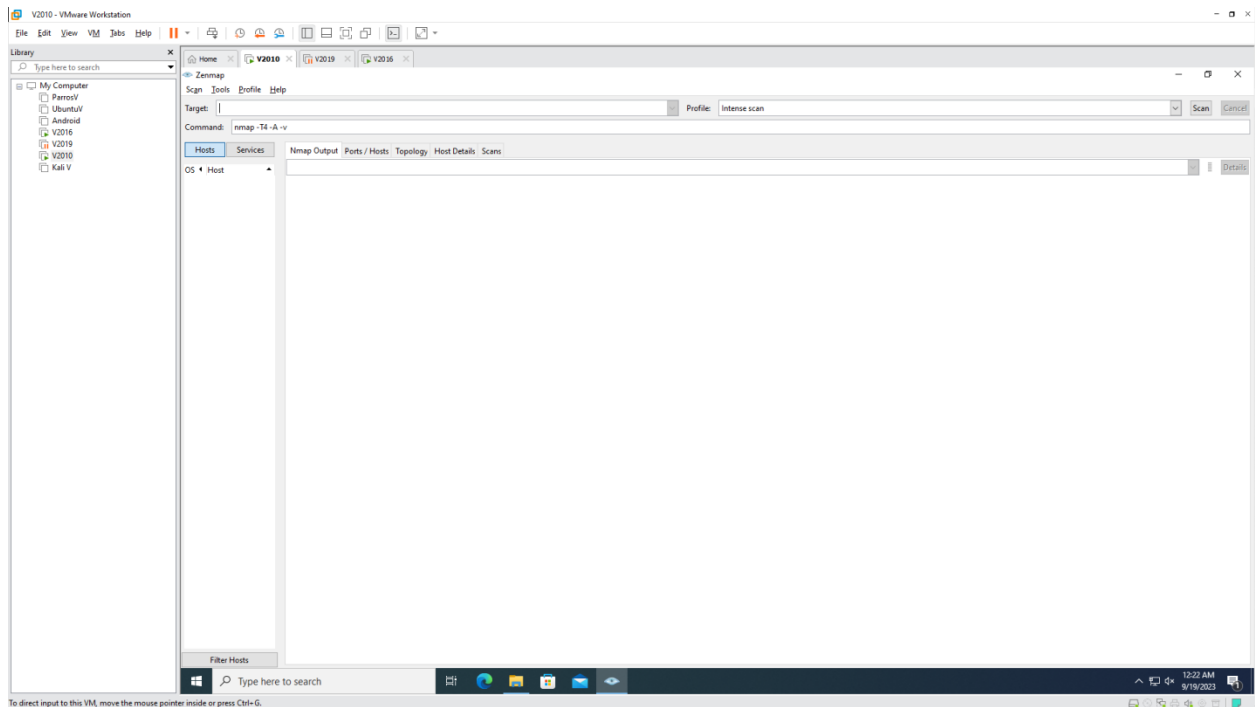 V2010 - VMware Workstation
File Edit View VM Tabs Help
Library
Type here to search
My Computer
ParrosV
UbuntuV
Android
V2016
V2019
V2010
Kali V
Home V2010 V2019 V2016
Zenmap
Scan Tools Profile Help
Target: Profile: Intense scan Scan Cancel
Command: nmap -T4 -A -v
Hosts Services Nmap Output Ports / Hosts Topology Host Details Scans
OS Host Details
Filter Hosts
Type here to search
12:22 AM
9/19/2023
To direct input to this VM, move the mouse pointer inside or press Ctrl+G.